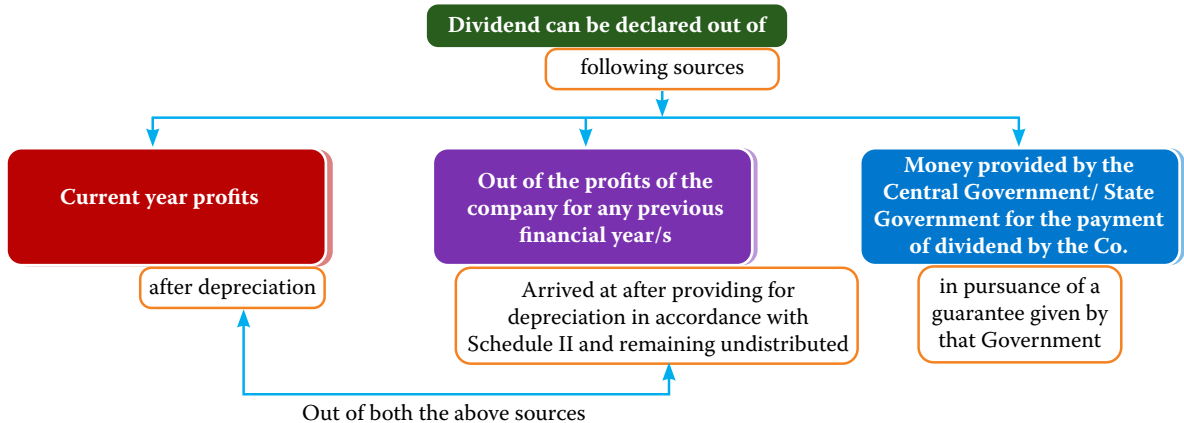 Dividend can be declared out of
following sources
Current year profits
after depreciation
Out of the profits of the
company for any previous
financial year/s
Arrived at after providing for
depreciation in accordance with
Schedule II and remaining undistributed
Money provided by the
Central Government/ State
Government for the payment
of dividend by the Co.
in pursuance of a
guarantee given by
that Government
Out of both the above sources